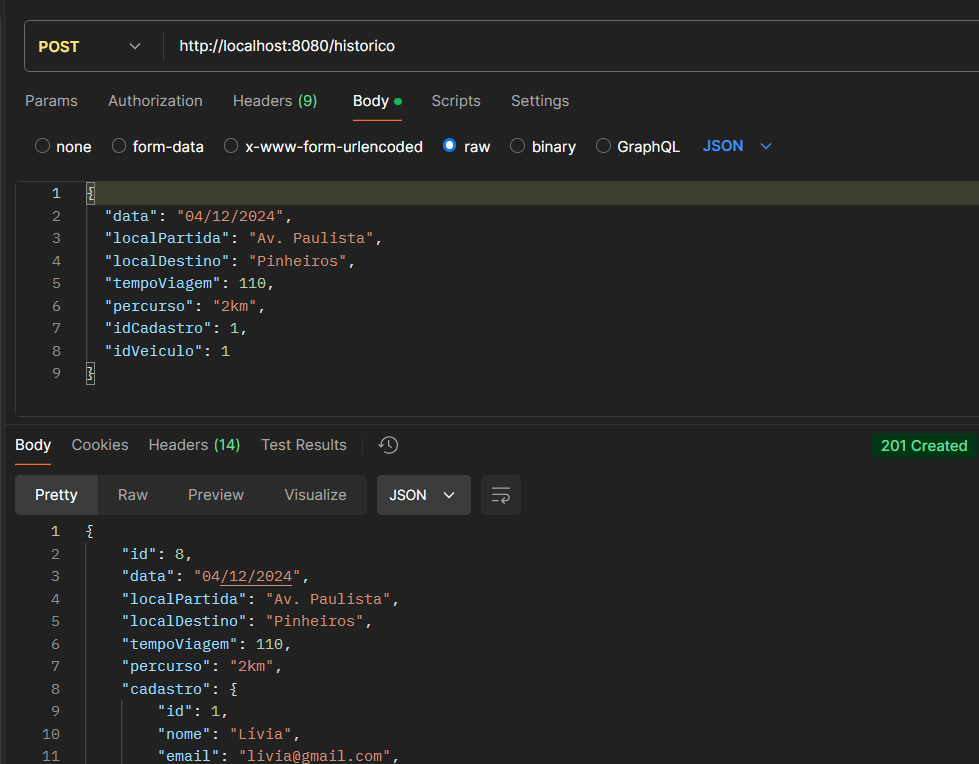 POST http://localhost:8080/historico
Params Authorization Headers (9) Body Scripts Settings
none form-data x-www-form-urlencoded raw binary GraphQL JSON
1 {
2 "data": "04/12/2024",
3 "localPartida": "Av. Paulista",
4 "localDestino": "Pinheiros",
5 "tempoViagem": 110,
6 "percurso": "2km",
7 "idCadastro": 1,
8 "idVeiculo": 1
9 }
Body Cookies Headers (14) Test Results 201 Created
Pretty Raw Preview Visualize JSON
1 {
2 "id": 8,
3 "data": "04/12/2024",
4 "localPartida": "Av. Paulista",
5 "localDestino": "Pinheiros",
6 "tempoViagem": 110,
7 "percurso": "2km",
8 "cadastro": {
9 "id": 1,
10 "nome": "Lívia",
11 "email": "livia@gmail.com",